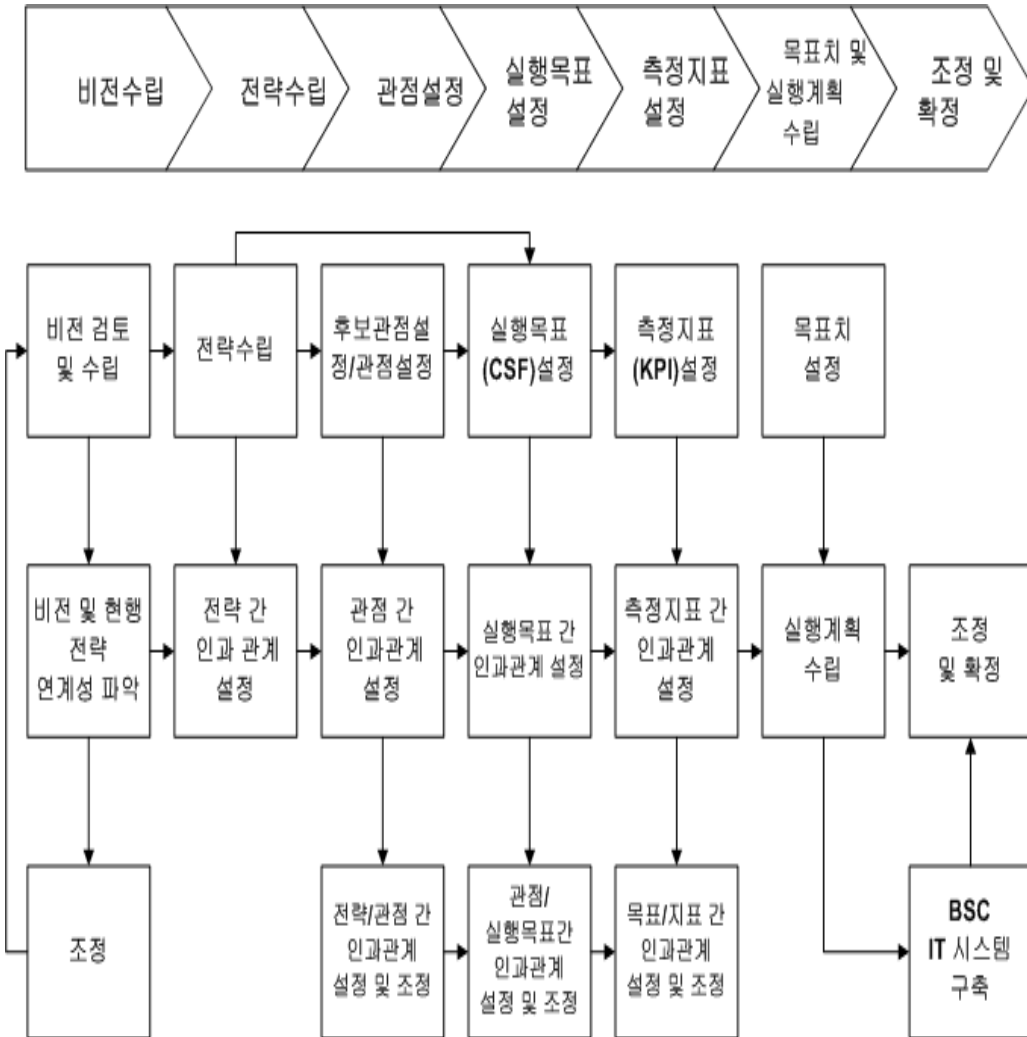 비전수립
전략수립
관점설정
실행목표
설정
측정지표
설정
목표치 및
실행계획
수립
조정 및
확정
비전 검토
및 수립
전략수립
후보관점설
정/관점설정
실행목표
(CSF)설정
측정지표
(KPI)설정
목표치
설정
비전 및 현행
전략
연계성 파악
전략 간
인과 관계
설정
관점 간
인과관계
설정
실행목표 간
인과관계 설정
측정지표 간
인과관계
설정
실행계획
수립
조정
및 확정
조정
전략/관점 간
인과관계
설정 및 조정
관점/
실행목표간
인과관계
설정 및 조정
목표/지표 간
인과관계
설정 및 조정
BSC
IT 시스템
구축